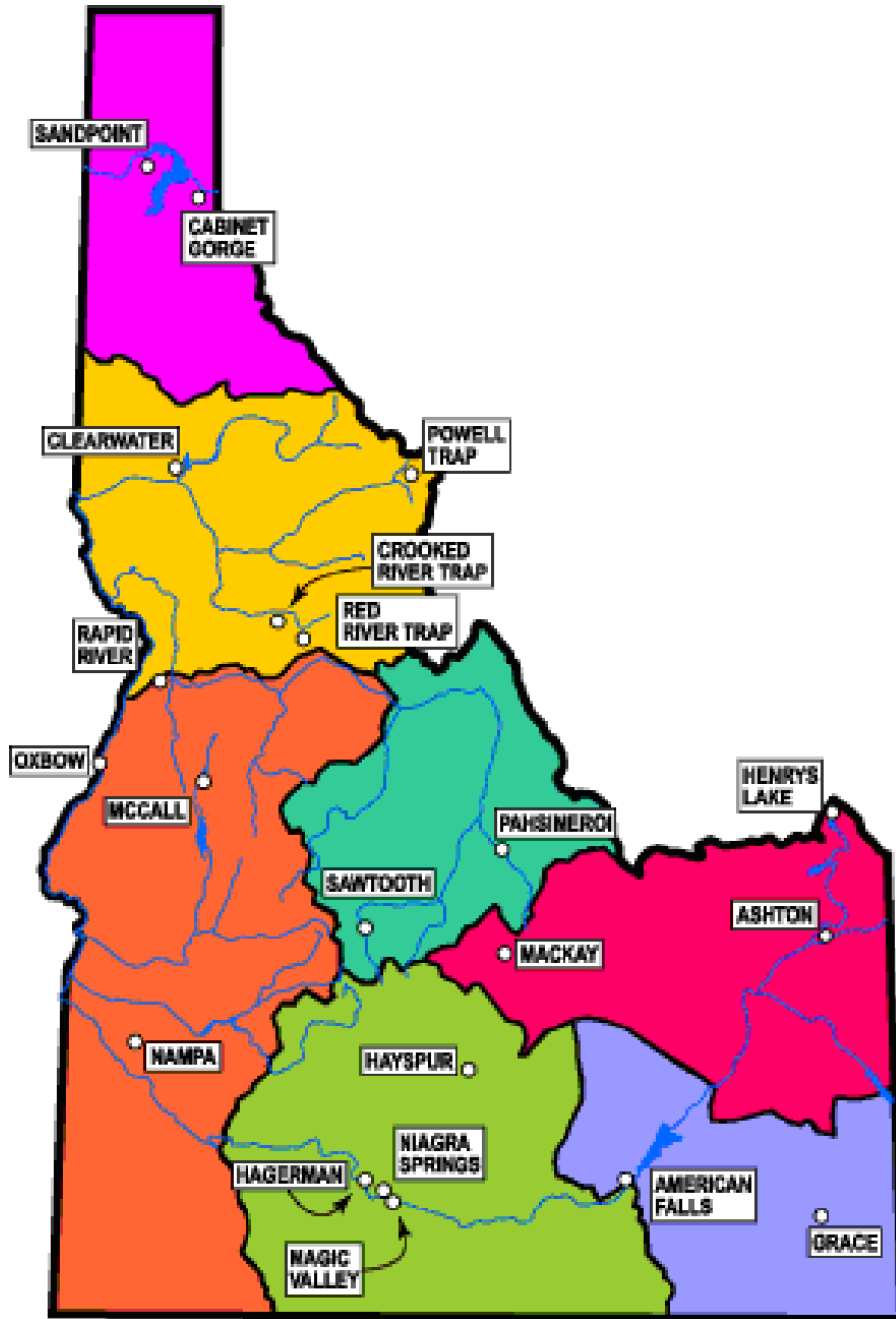 SANDPOINT
CABINET
GORGE
CLEARWATER
POWELL
TRAP
CROOKED
RIVER TRAP
RED
RIVER TRAP
RAPID
RIVER
OXBOW
MCCALL
HENRYS
LAKE
PAHSIMEROI
SAWTOOTH
ASHTON
MACKAY
NAMPA
HAYSPUR
NIAGRA
SPRINGS
HAGERMAN
AMERICAN
FALLS
GRACE
MAGIC
VALLEY